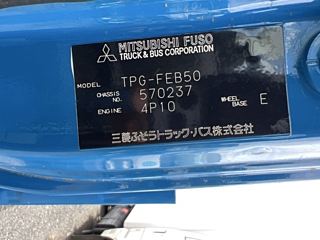 MITSUBISHI FUSO
TRUCK & BUS CORPORATION
MODEL TPG-FEB50
CHASSIS NO. 570237 WHEEL BASE E
ENGINE 4P10
三菱ふそうトラック・バス株式会社